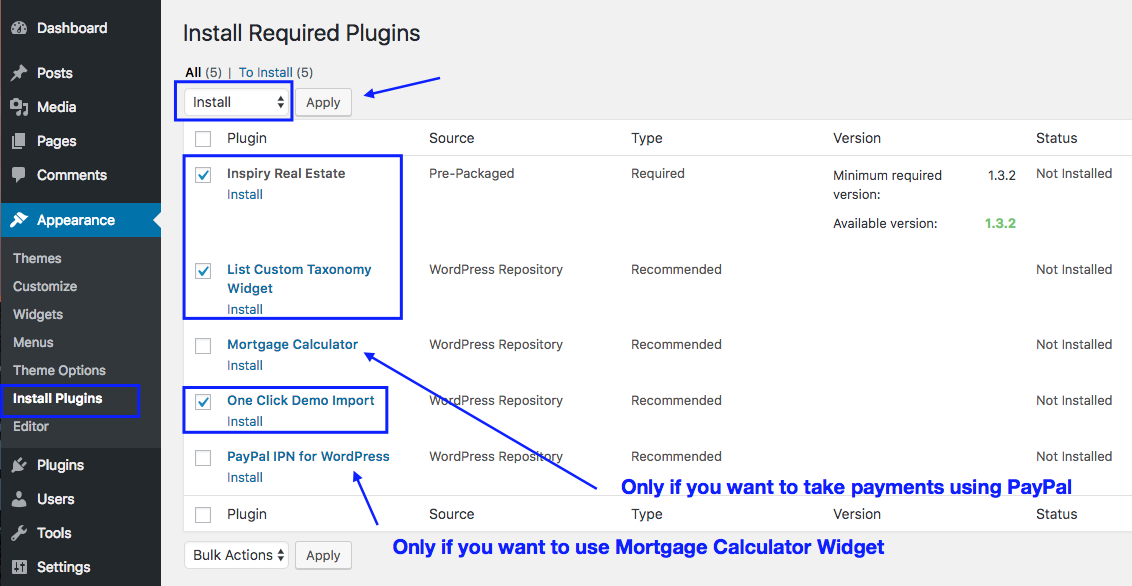 Dashboard
Posts
Media
Pages
Comments
Appearance
Themes
Customize
Widgets
Menus
Theme Options
Install Plugins
Editor
Plugins
Users
Tools
Settings
Install Required Plugins
All (5) | To Install (5)
Install Apply
Plugin Source Type Version Status
Inspiry Real Estate Pre-Packaged Required Minimum required 1.3.2 Not Installed
Install version:
Available version: 1.3.2
List Custom Taxonomy WordPress Repository Recommended Not Installed
Widget
Install
Mortgage Calculator WordPress Repository Recommended Not Installed
Install
One Click Demo Import WordPress Repository Recommended Not Installed
Install
PayPal IPN for WordPress WordPress Repository Recommended Not Installed
Install
Only if you want to take payments using PayPal
Plugin Source Type Version Status
Only if you want to use Mortgage Calculator Widget
Bulk Actions Apply